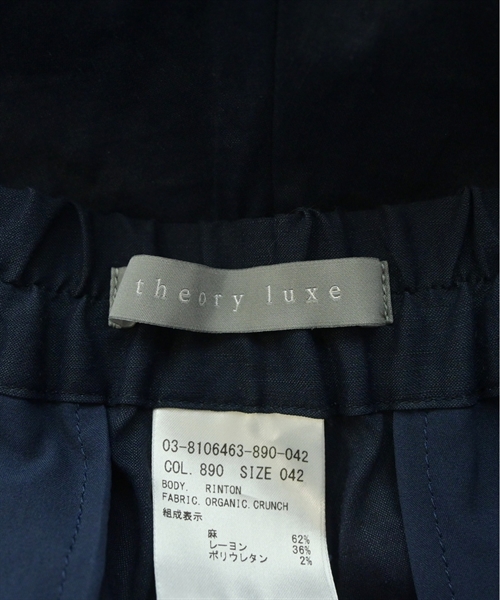 theory luxe
03-8106463-890-042
COL. 890 SIZE 042
BODY. RINTON
FABRIC. ORGANIC. CRUNCH
組成表示
麻 62%
レーヨン 36%
ポリウレタン 2%